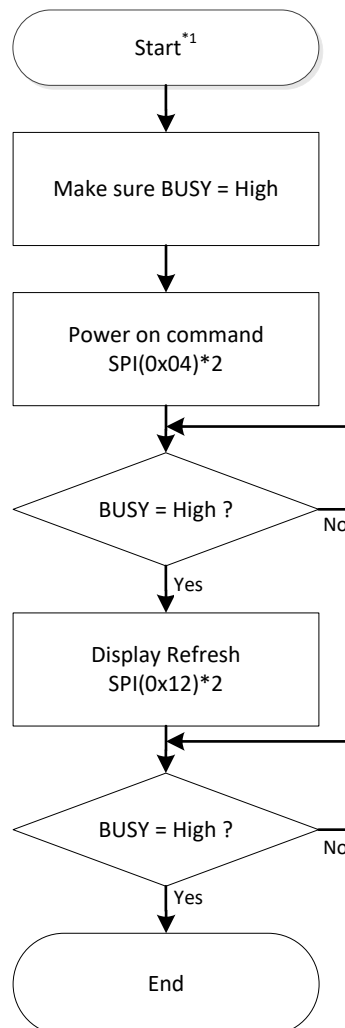 Start*1
Make sure BUSY = High
Power on command
SPI(0x04)*2
BUSY = High ?
No
Yes
Display Refresh
SPI(0x12)*2
BUSY = High ?
No
Yes
End